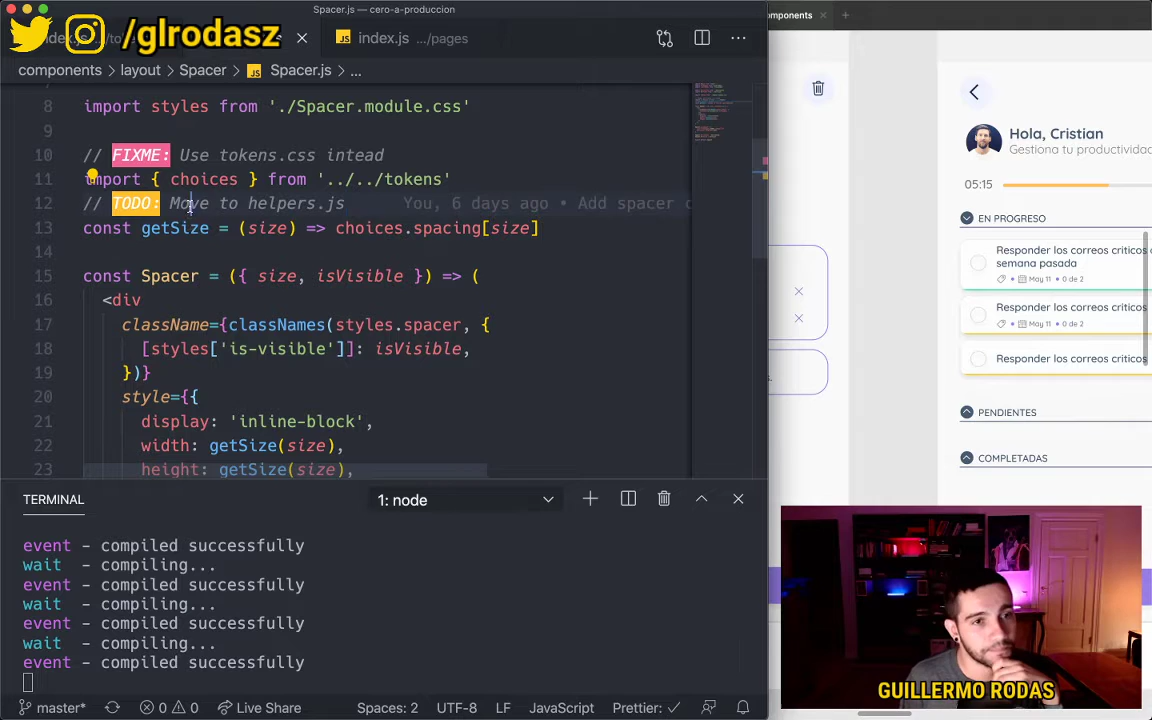 Spacer.js — cero-a-produccion
/glrodasz
index.js .../pages
components > layout > Spacer > JS Spacer.js > ...
8 import styles from './Spacer.module.css'
9
10 // FIXME: Use tokens.css intead
11 import { choices } from '../../tokens'
12 // TODO: Move to helpers.js You, 6 days ago • Add spacer c
13 const getSize = (size) => choices.spacing[size]
14
15 const Spacer = ({ size, isVisible }) => (
16 <div
17 className={classNames(styles.spacer, {
18 [styles['is-visible']]: isVisible,
19 })}
20 style={{
21 display: 'inline-block',
22 width: getSize(size),
23 height: getSize(size),
TERMINAL
1: node
event - compiled successfully
wait - compiling...
event - compiled successfully
wait - compiling...
event - compiled successfully
wait - compiling...
event - compiled successfully
master*
0 0
Live Share
Spaces: 2
UTF-8
LF
JavaScript
Prettier: ✓
mponents
Hola, Cristian
Gestiona tu productividad
05:15
EN PROGRESO
Responder los correos criticos
semana pasada
May 11 • 0 de 2
Responder los correos criticos
May 11 • 0 de 2
Responder los correos criticos
PENDIENTES
COMPLETADAS
GUILLERMO RODAS